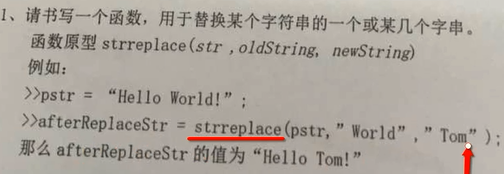 1、请书写一个函数，用于替换某个字符串的一个或某几个字串。
函数原型 strreplace(str ,oldString, newString)
例如：
>>pstr = “Hello World!”;
>>afterReplaceStr = strreplace(pstr,” World”,” Tom”);
那么 afterReplaceStr 的值为“Hello Tom!”